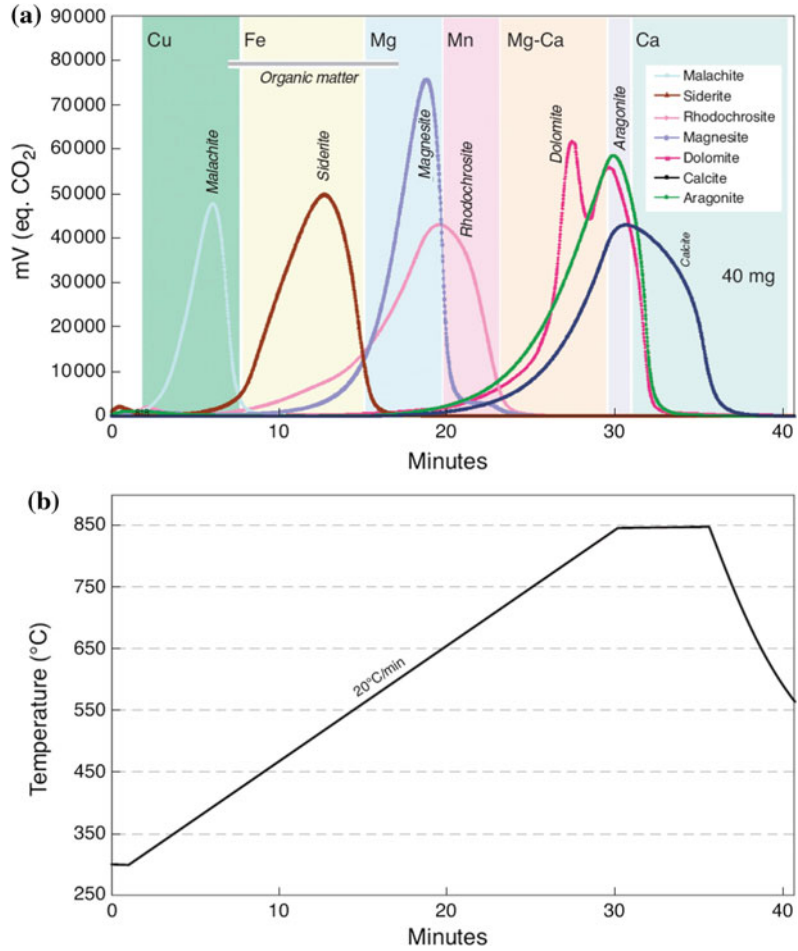 (a)
90000
80000
70000
60000
50000
40000
30000
20000
10000
0
mV (eq. CO₂)
Cu
Fe
Mg
Mn
Mg-Ca
Ca
Organic matter
Malachite
Siderite
Magnesite
Rhodochrosite
Dolomite
Aragonite
Calcite
Malachite
Siderite
Rhodochrosite
Magnesite
Dolomite
Calcite
Aragonite
40 mg
0 10 20 30 40
Minutes
(b)
850
750
650
550
450
350
250
Temperature (°C)
20°C/min
0 10 20 30 40
Minutes